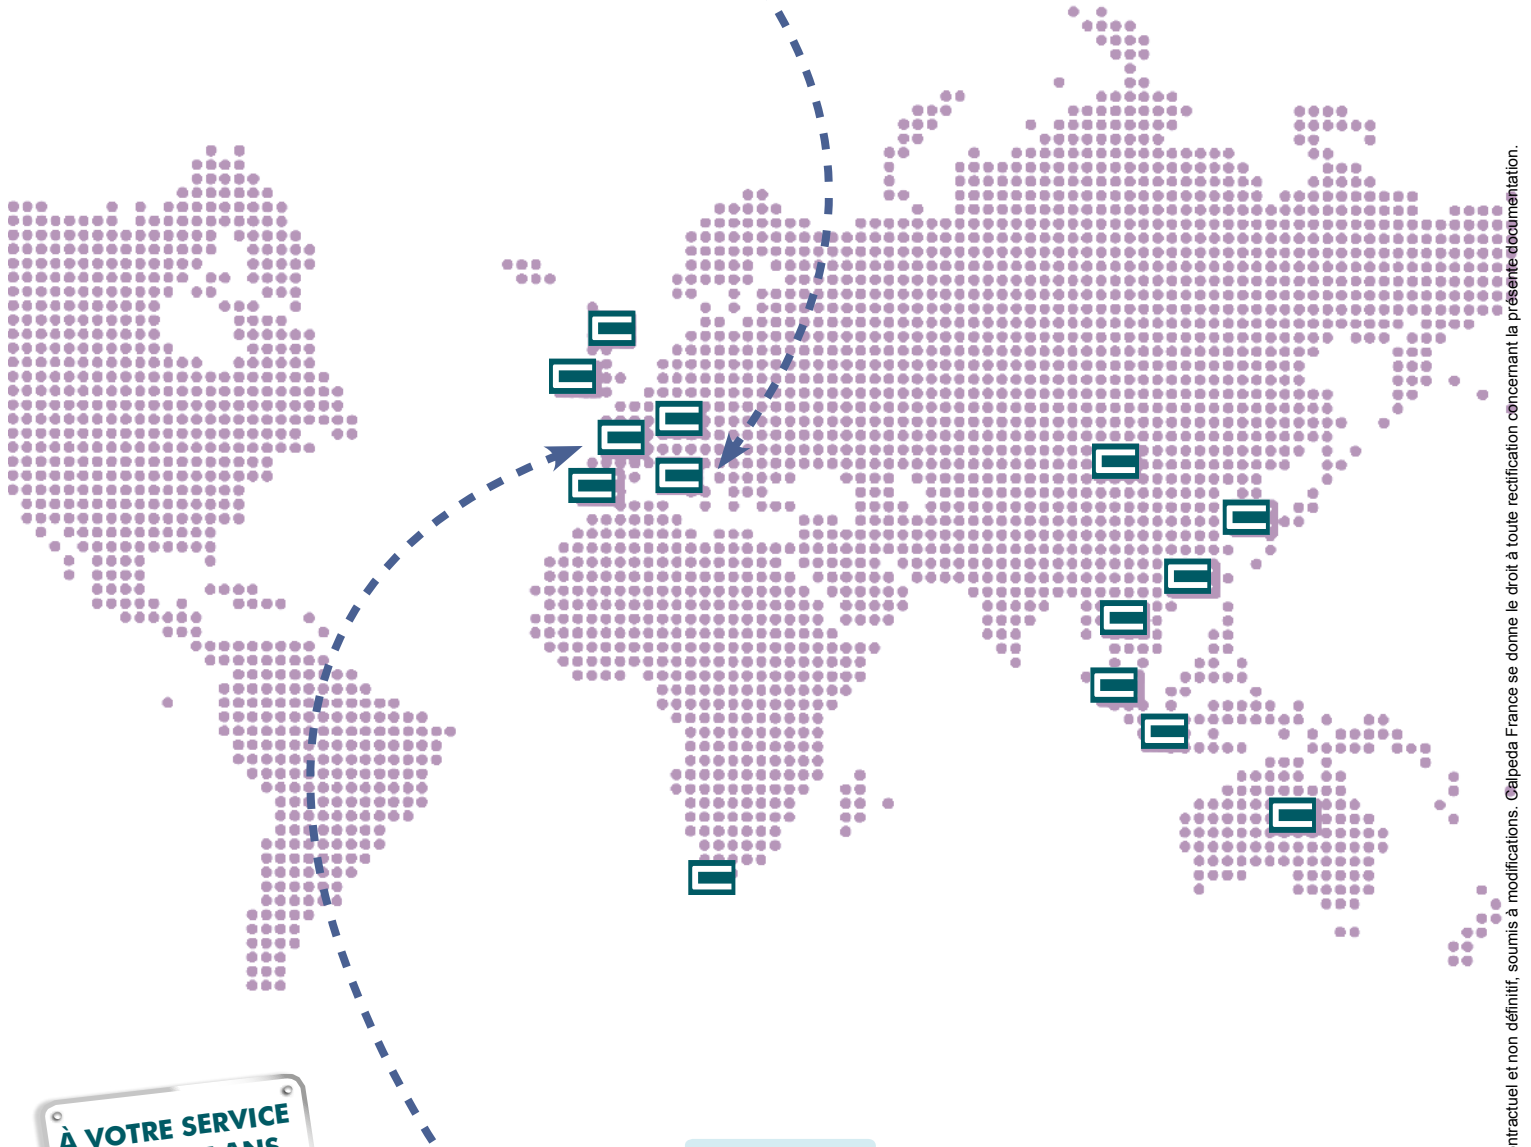 ntractuel et non définitif, soumis à modifications. Calpeda France se donne le droit à toute rectification concernant la présente documentation.
À VOTRE SERVICE
ANS